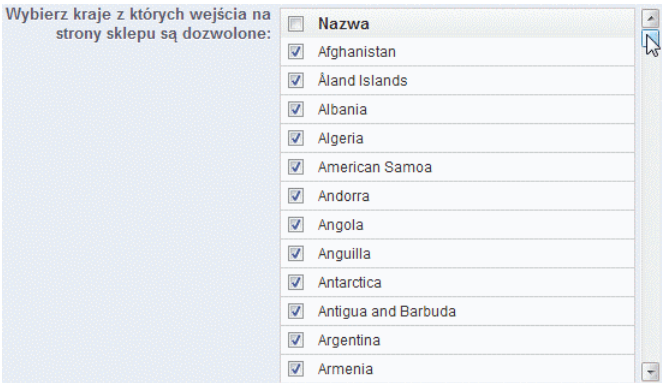 Wybierz kraje z których wejścia na
strony sklepu są dozwolone:
Nazwa
Afghanistan
Åland Islands
Albania
Algeria
American Samoa
Andorra
Angola
Anguilla
Antarctica
Antigua and Barbuda
Argentina
Armenia